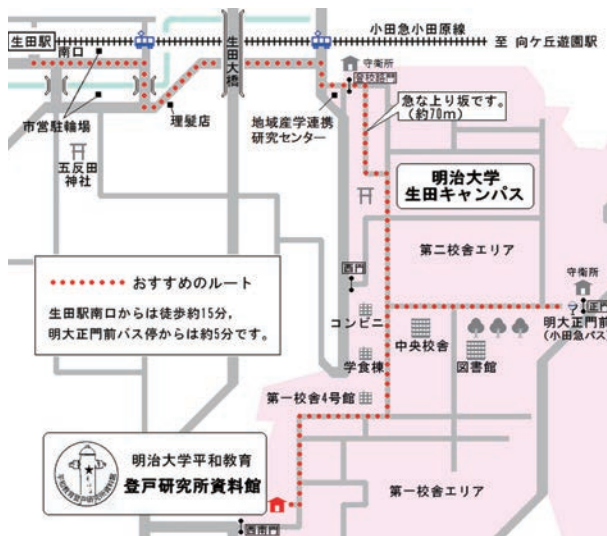 小田急小田原線
生田駅
至 向ケ丘遊園駅
南口
生田大橋
守衛所
急な上り坂です。
(約70m)
市営駐輪場
理髪店
地域産学連携
研究センター
五反田
神社
明治大学
生田キャンパス
第二校舎エリア
おすすめのルート
生田駅南口からは徒歩約15分,
明大正門前バス停からは約5分です。
西門
守衛所
正門
コンビニ
中央校舎
明大正門前
(小田急バス)
学食棟
図書館
第一校舎4号館
明治大学平和教育
登戸研究所資料館
第一校舎エリア
西南門